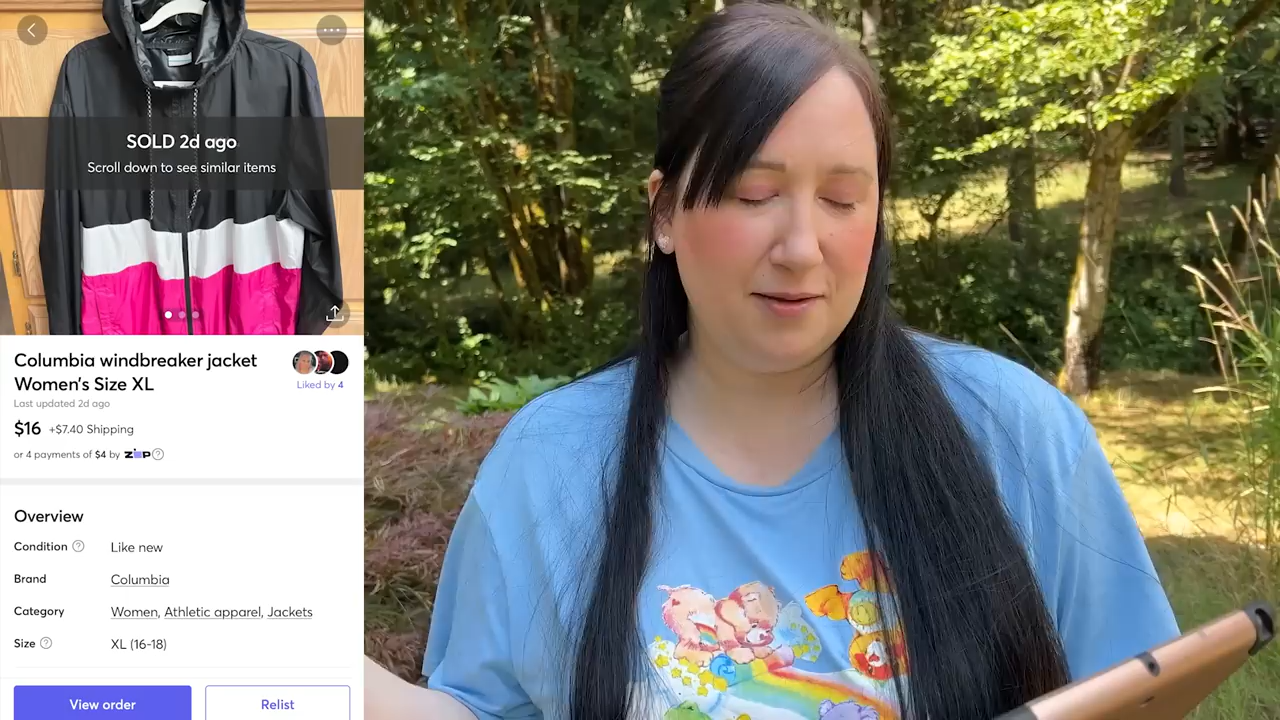 SOLD 2d ago
Scroll down to see similar items
Columbia windbreaker jacket
Women's Size XL
Liked by 4
Last updated 2d ago
$16 +$7.40 Shipping
or 4 payments of $4 by ZIP ?
Overview
Condition ? Like new
Brand Columbia
Category Women, Athletic apparel, Jackets
Size ? XL (16-18)
View order
Relist